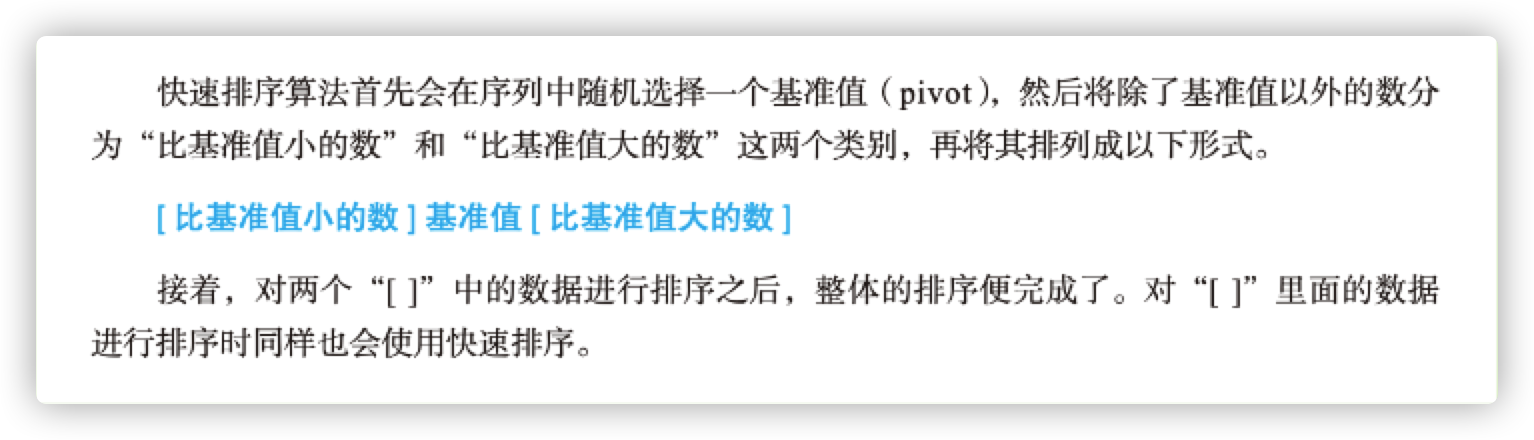 快速排序算法首先会在序列中随机选择一个基准值（pivot），然后将除了基准值以外的数分
为“比基准值小的数”和“比基准值大的数”这两个类别，再将其排列成以下形式。
[ 比基准值小的数 ] 基准值 [ 比基准值大的数 ]
接着，对两个“[ ]”中的数据进行排序之后，整体的排序便完成了。对“[ ]”里面的数据
进行排序时同样也会使用快速排序。